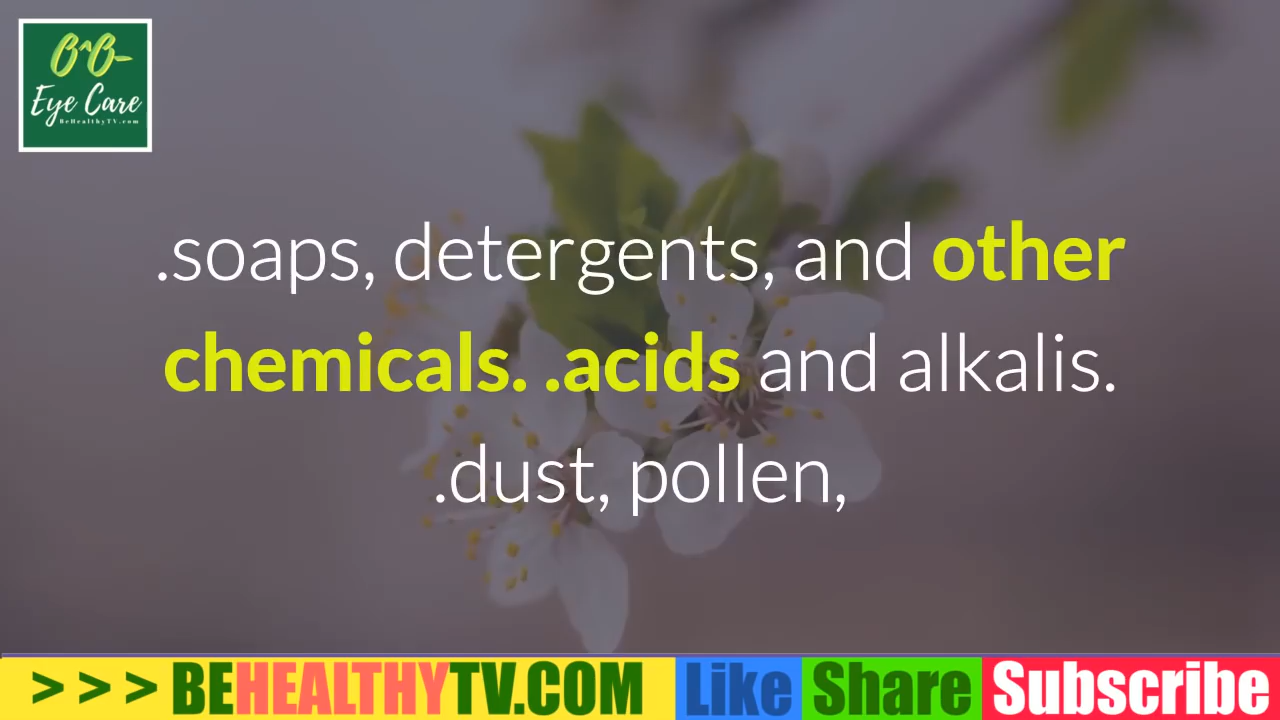 Eye Care
BeHealthyTV.com
.soaps, detergents, and other
chemicals. .acids and alkalis.
.dust, pollen,
> > > BEHEALTHYTV.COM Like Share Subscribe